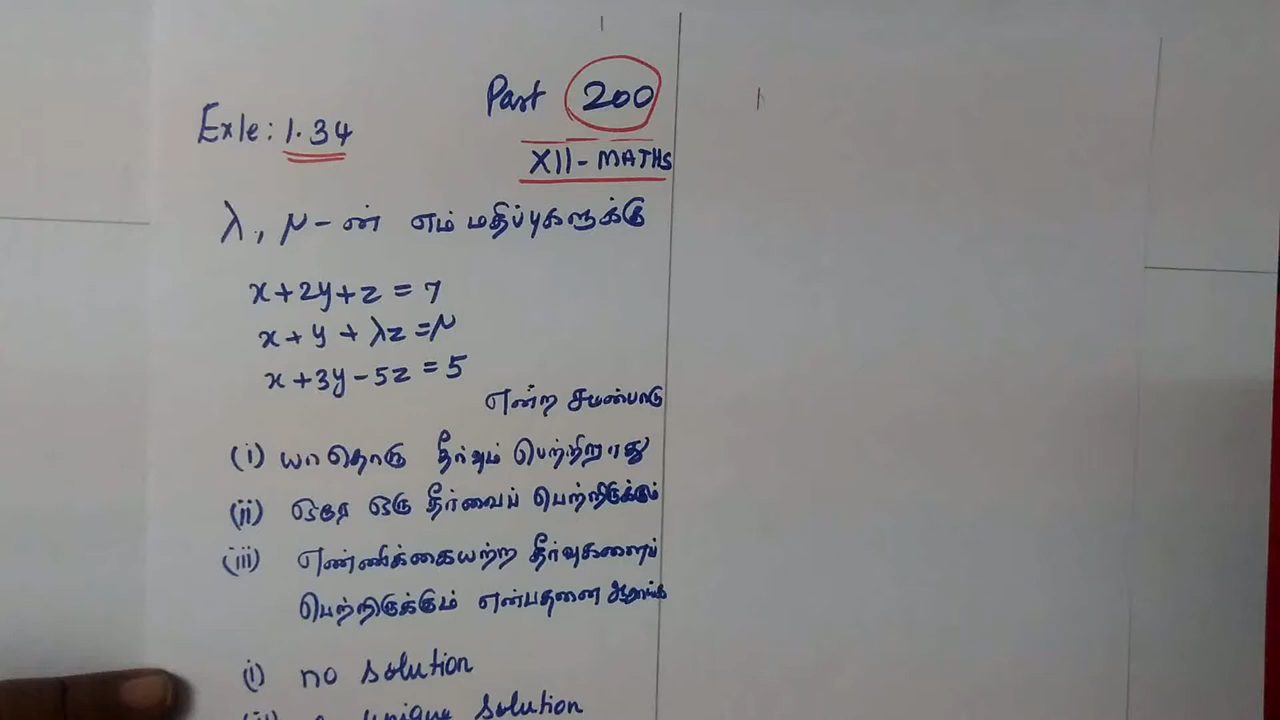 Part 200
Exle: 1.34
XII - MATHS
λ, μ-ன் எம்மதிப்புகளுக்கு
x+2y+z = 7
x+y+λz=μ
x+3y-5z=5
என்ற சமன்பாடு
(i) யாதொரு தீர்வும் பெற்றிராது
(ii) ஒரே ஒரு தீர்வைப் பெற்றிருக்கும்
(iii) எண்ணிக்கையற்ற தீர்வுகளைப்
பெற்றிருக்கும் என்பதனை ஆராய்க
(i) no solution
unique solution